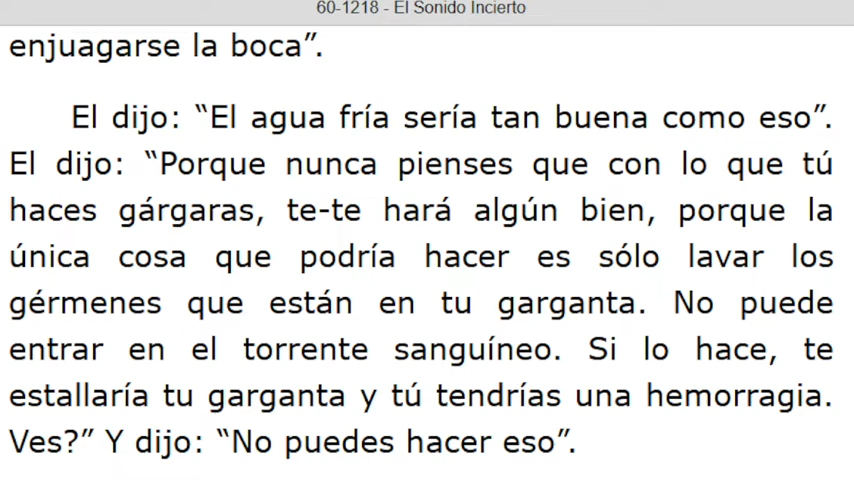 60-1218 - El Sonido Incierto
enjuagarse la boca”.
El dijo: “El agua fría sería tan buena como eso”.
El dijo: “Porque nunca pienses que con lo que tú
haces gárgaras, te-te hará algún bien, porque la
única cosa que podría hacer es sólo lavar los
gérmenes que están en tu garganta. No puede
entrar en el torrente sanguíneo. Si lo hace, te
estallaría tu garganta y tú tendrías una hemorragia.
Ves?” Y dijo: “No puedes hacer eso”.